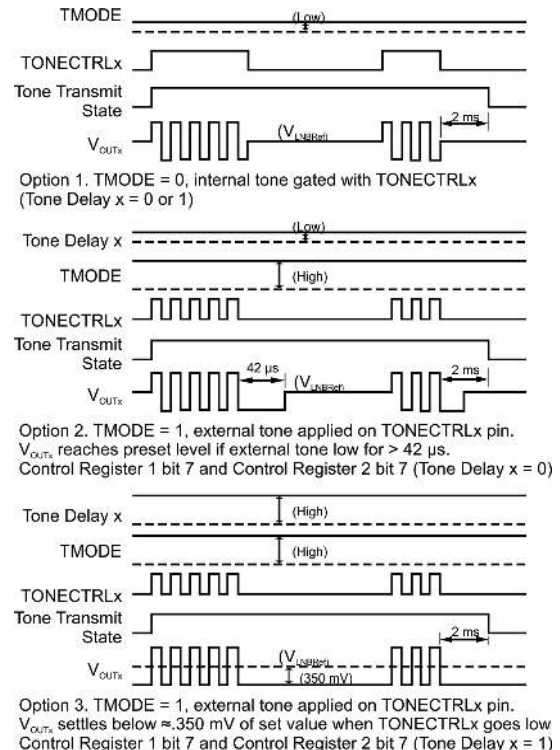 TMODE
(Low)
TONECTRLx
Tone Transmit
State
2 ms
(VLNBRef)
VOUTx
Option 1. TMODE = 0, internal tone gated with TONECTRLx
(Tone Delay x = 0 or 1)
(Low)
Tone Delay x
TMODE
(High)
TONECTRLx
Tone Transmit
State
42 µs
2 ms
(VLNBRef)
VOUTx
Option 2. TMODE = 1, external tone applied on TONECTRLx pin.
VOUTx reaches preset level if external tone low for > 42 µs.
Control Register 1 bit 7 and Control Register 2 bit 7 (Tone Delay x = 0)
Tone Delay x
(High)
TMODE
(High)
TONECTRLx
Tone Transmit
State
2 ms
(VLNBRef)
VOUTx
(350 mV)
Option 3. TMODE = 1, external tone applied on TONECTRLx pin.
VOUTx settles below ≈.350 mV of set value when TONECTRLx goes low
Control Register 1 bit 7 and Control Register 2 bit 7 (Tone Delay x = 1)